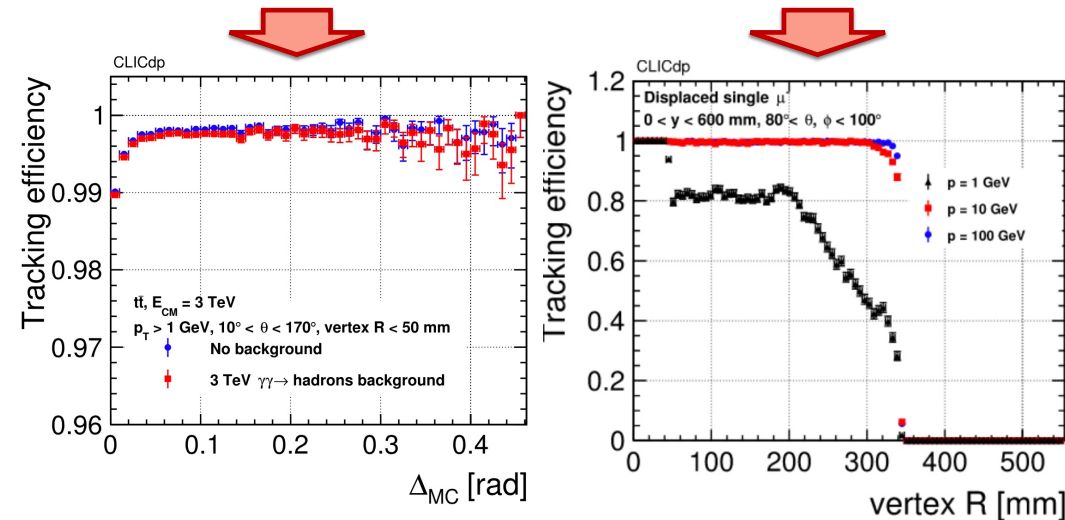 CLICdp
Tracking efficiency
1
0.99
0.98
0.97
0.96
tt̄, E_CM = 3 TeV
p_T > 1 GeV, 10° < θ < 170°, vertex R < 50 mm
No background
3 TeV γγ→ hadrons background
0 0.1 0.2 0.3 0.4
Δ_MC [rad]
CLICdp
Tracking efficiency
1.2
1
0.8
0.6
0.4
0.2
0
Displaced single μ
0 < y < 600 mm, 80°< θ, ϕ < 100°
p = 1 GeV
p = 10 GeV
p = 100 GeV
0 100 200 300 400 500
vertex R [mm]